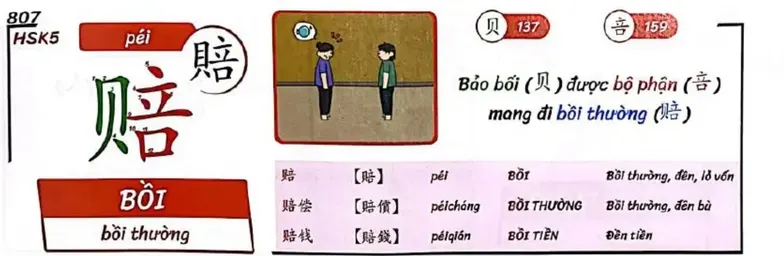 807
HSK5
péi
赔
賠
BỒI
bồi thường
贝 137
咅 159
Bảo bối (贝) được bộ phận (咅)
mang đi bồi thường (赔)
赔 【賠】 péi BỒI Bồi thường, đền, lỗ vốn
赔偿 【賠償】 péicháng BỒI THƯỜNG Bồi thường, đền bù
赔钱 【賠錢】 péiqián BỒI TIỀN Đền tiền